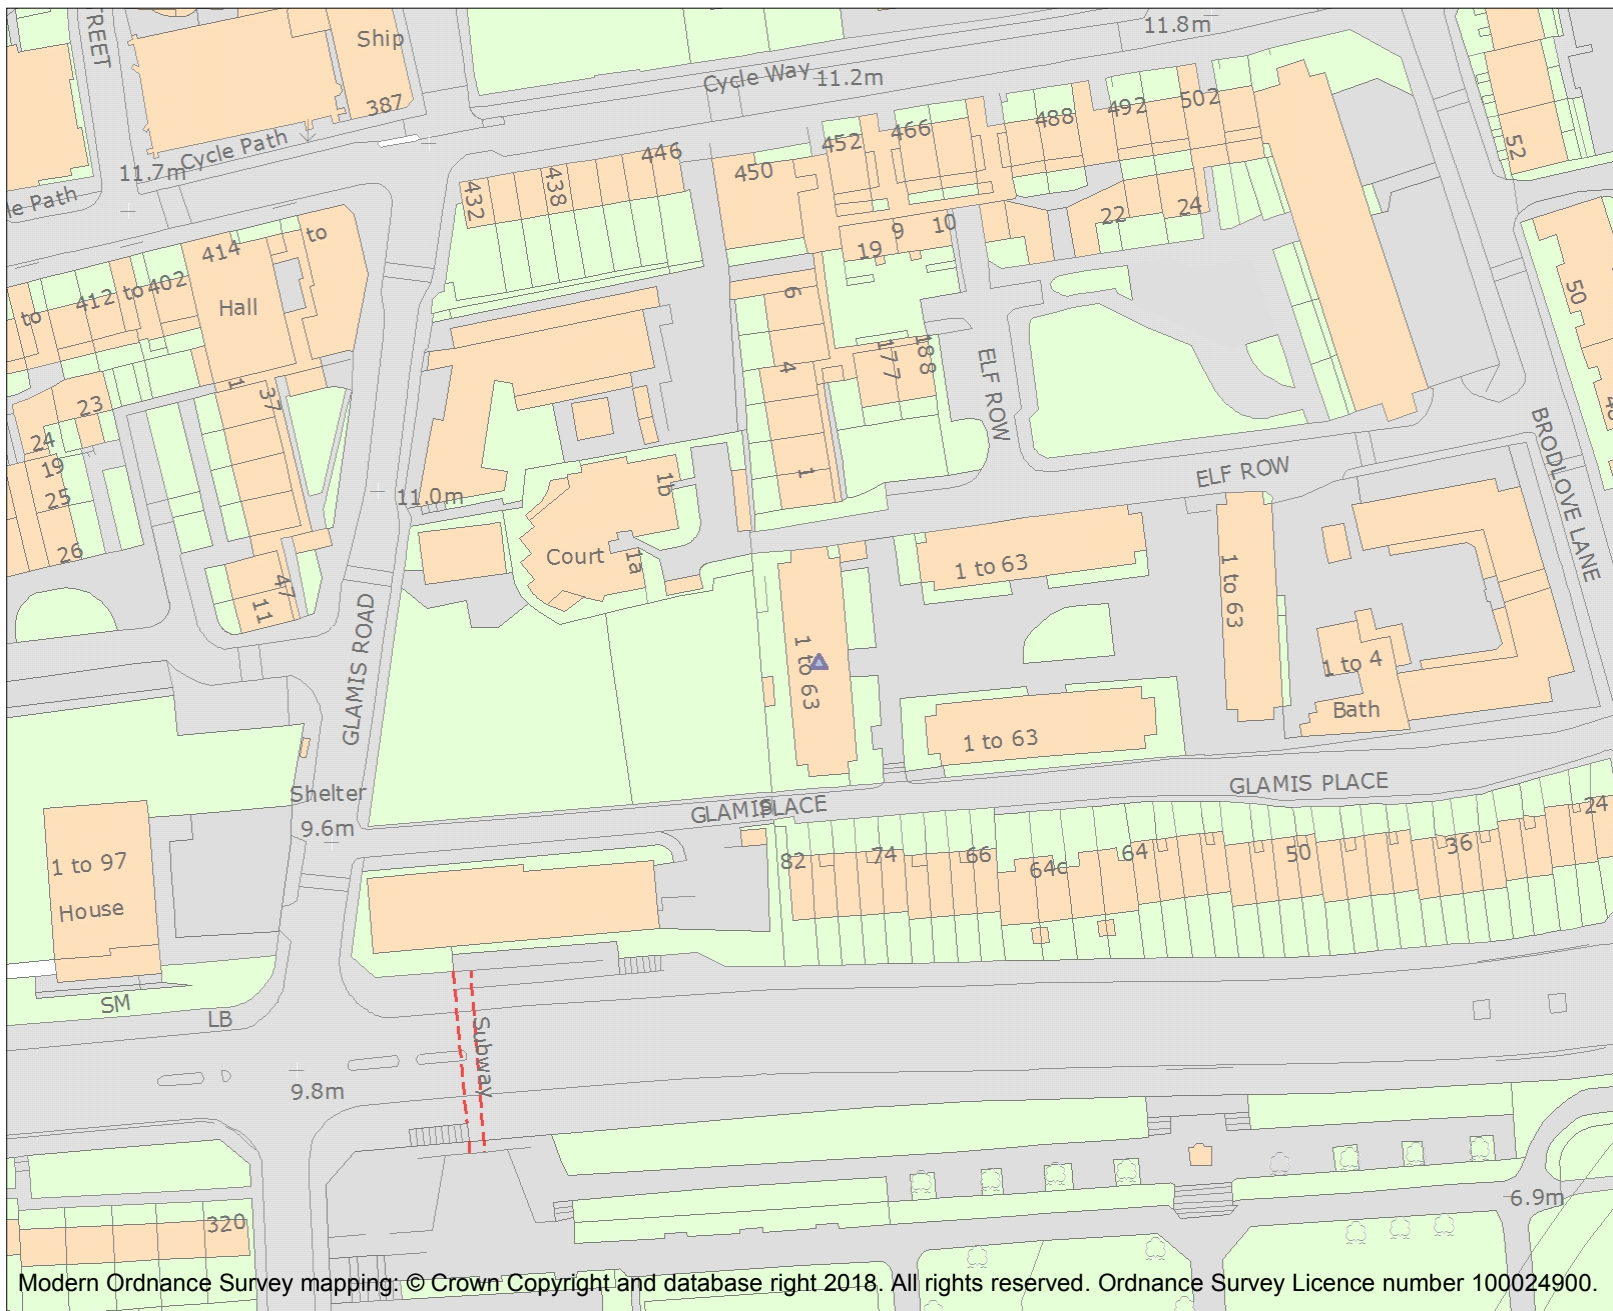 REET
Ship
387
Cycle Way
11.2m
11.8m
11.7m
Cycle Path
le Path
52
446
432
438
450
452
466
488
492
502
22
24
9
10
19
414
to
412 to 402
to
Hall
50
6
4
1
177
188
ELF ROW
1
37
23
24
19
25
26
47
11
11.0m
1b
Court
1a
ELF ROW
BRODLOVE LANE
1 to 63
1 to 63
1 to 63
1 to 63
1 to 4
Bath
GLAMIS ROAD
Shelter
9.6m
GLAMIS PLACE
GLAMIS PLACE
1 to 97
House
82
74
66
64c
64
50
36
24
SM
LB
Subway
9.8m
6.9m
320
Modern Ordnance Survey mapping: © Crown Copyright and database right 2018. All rights reserved. Ordnance Survey Licence number 100024900.